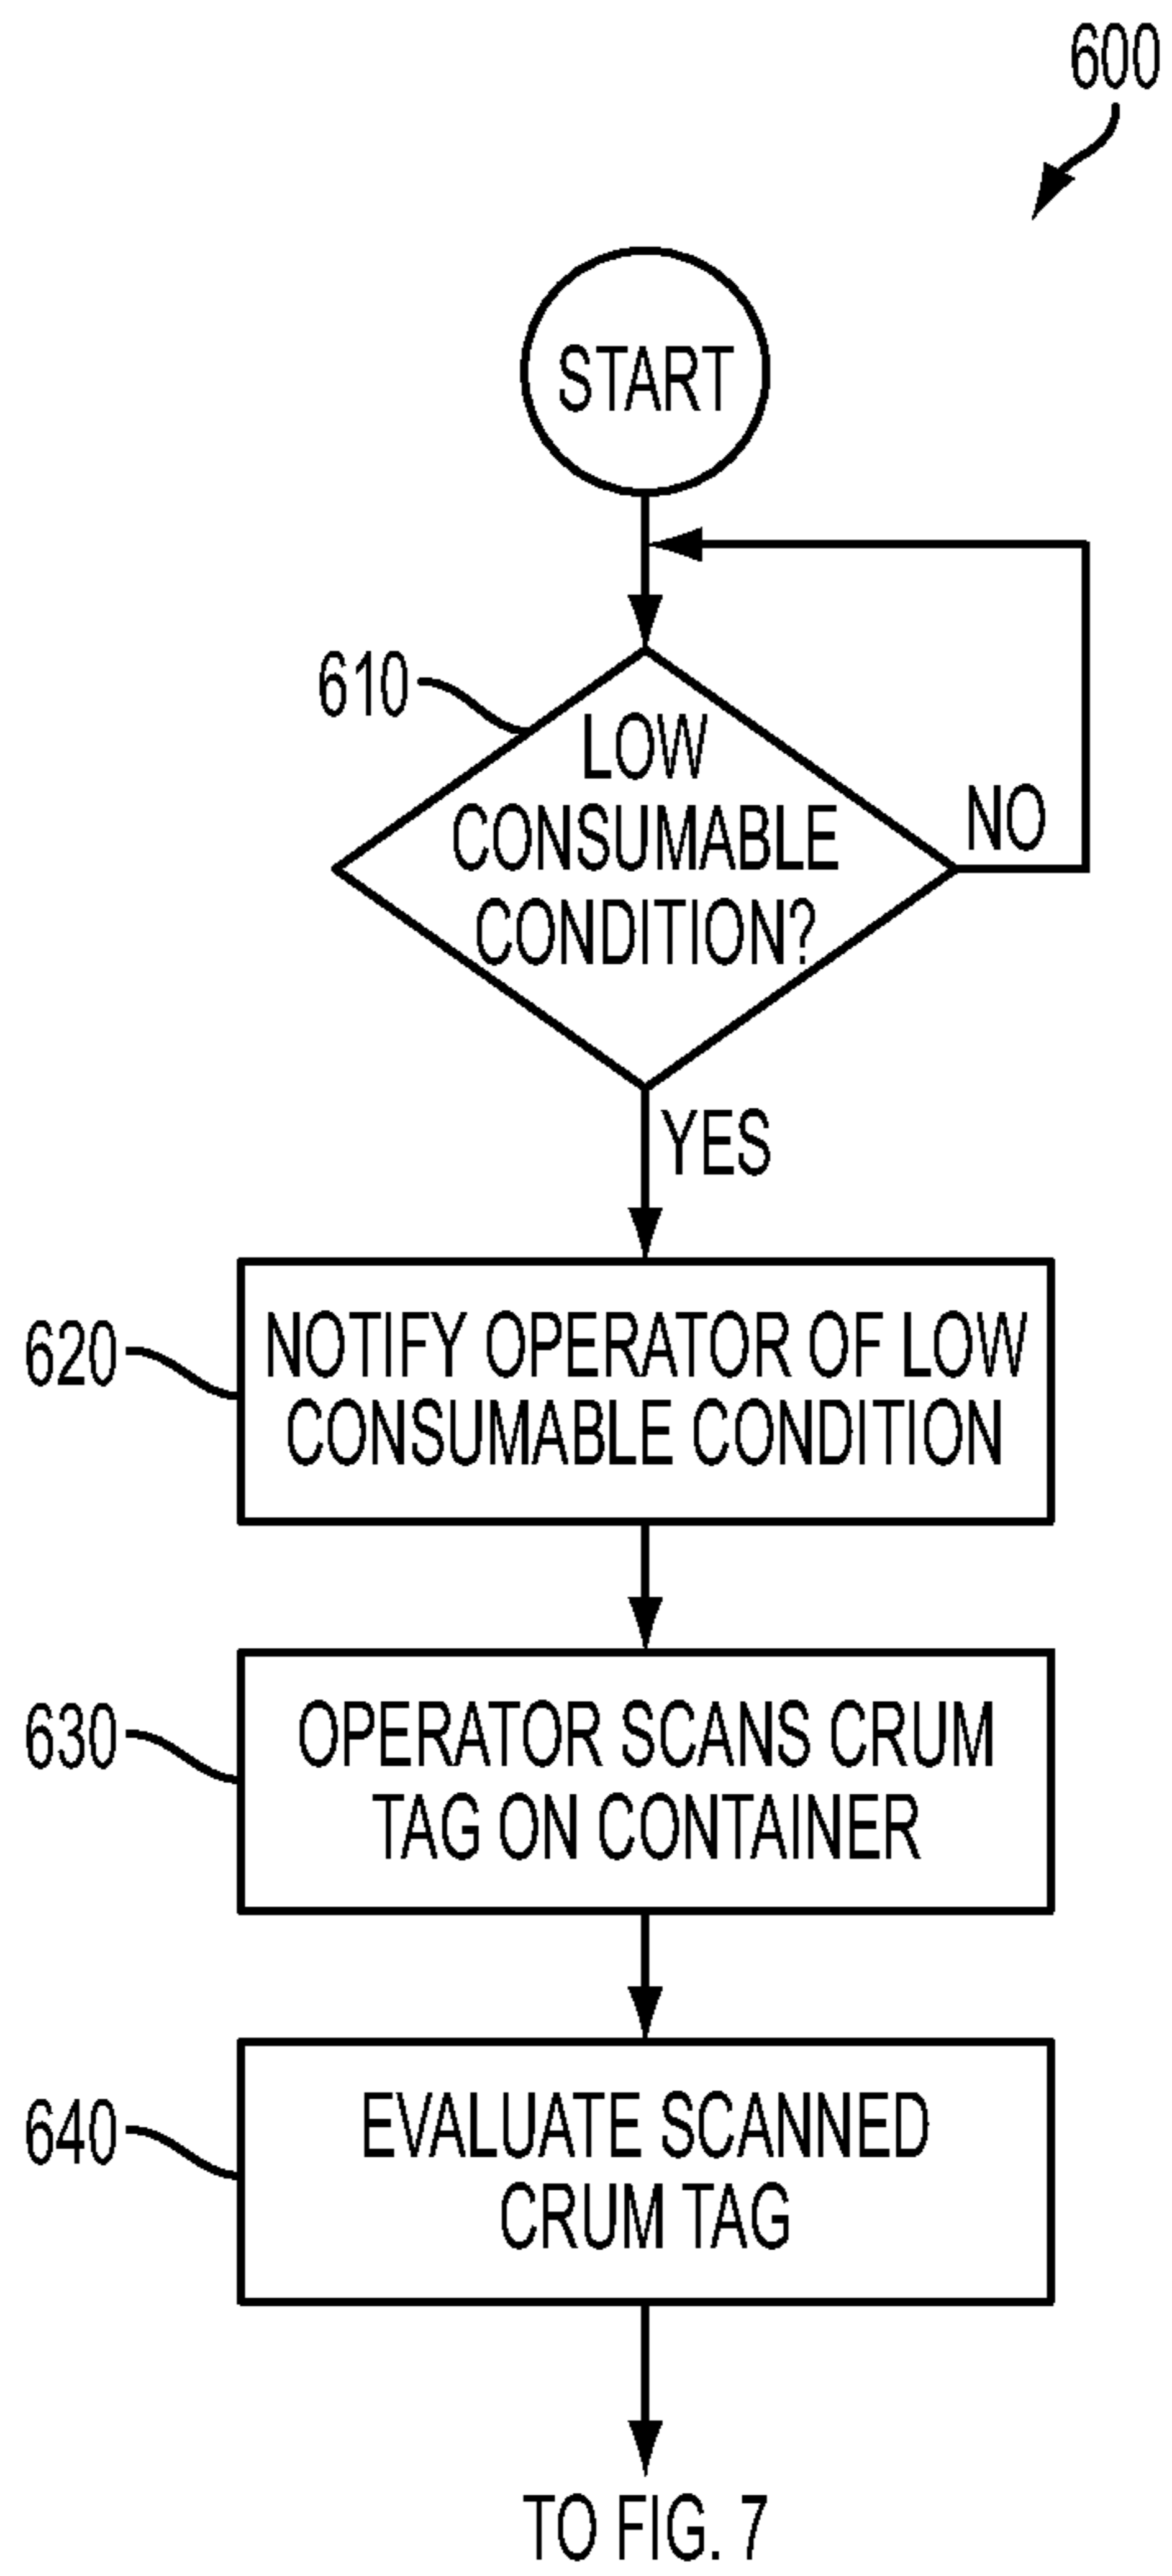 600
START
610
LOW
CONSUMABLE
CONDITION?
NO
YES
620
NOTIFY OPERATOR OF LOW
CONSUMABLE CONDITION
630
OPERATOR SCANS CRUM
TAG ON CONTAINER
640
EVALUATE SCANNED
CRUM TAG
TO FIG. 7